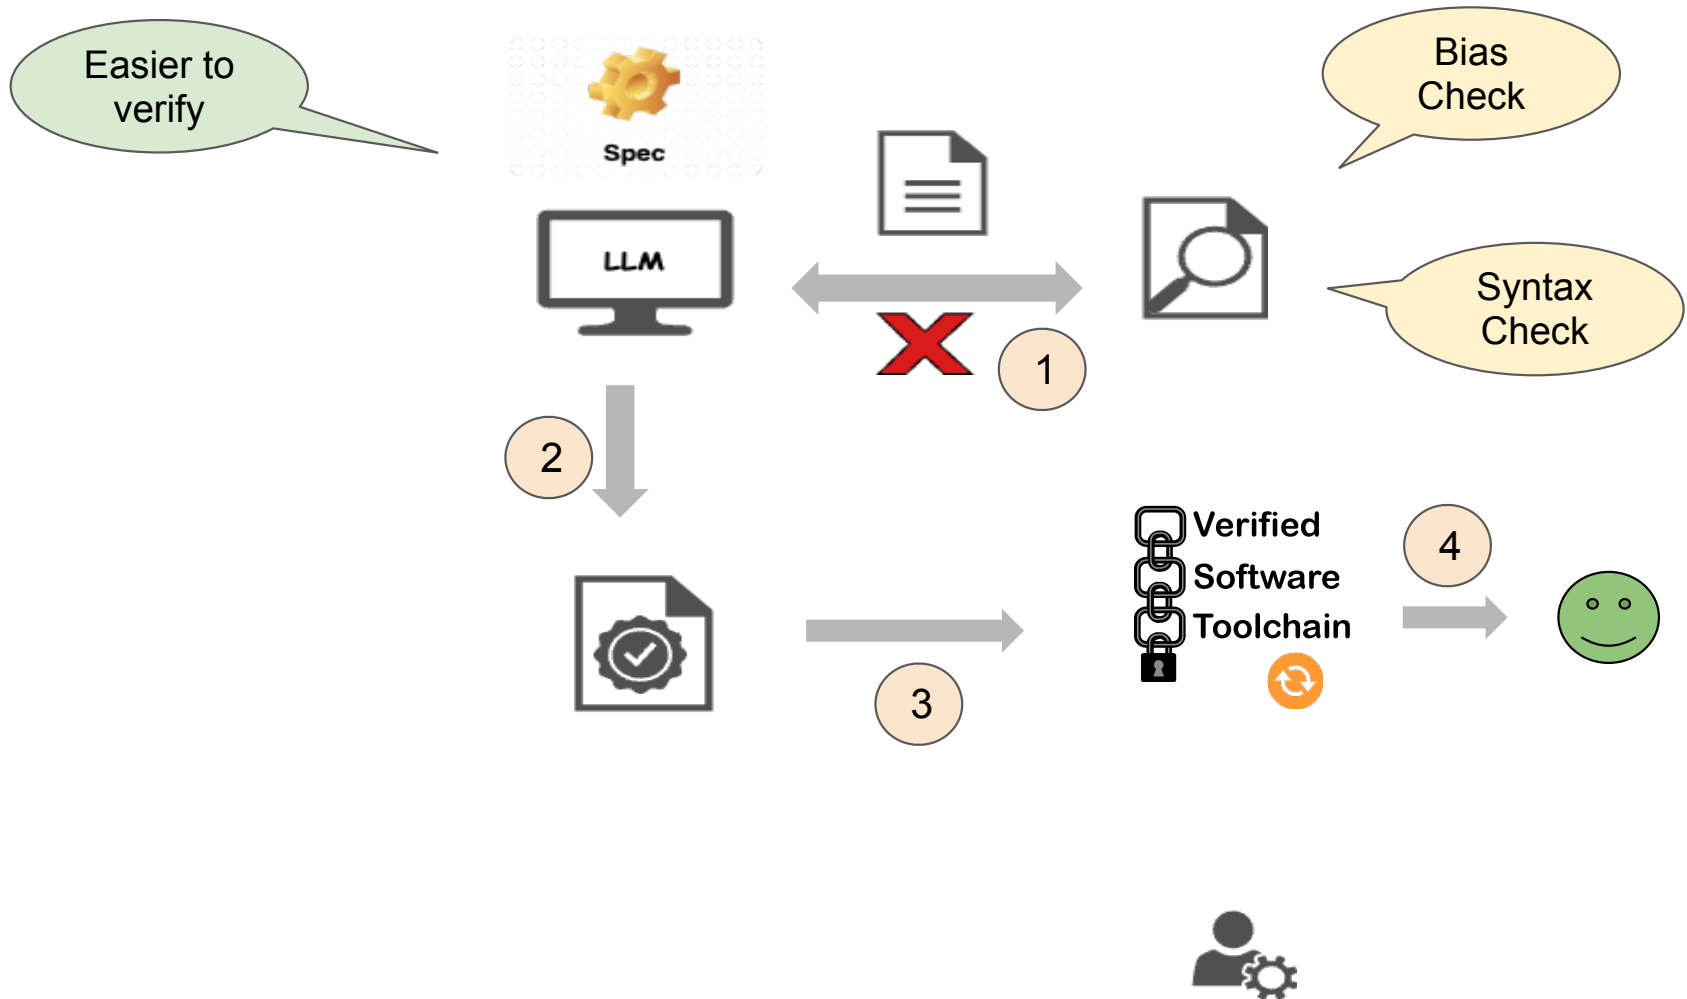 Easier to
verify
Spec
LLM
Bias
Check
Syntax
Check
1
2
Verified
Software
Toolchain
3
4